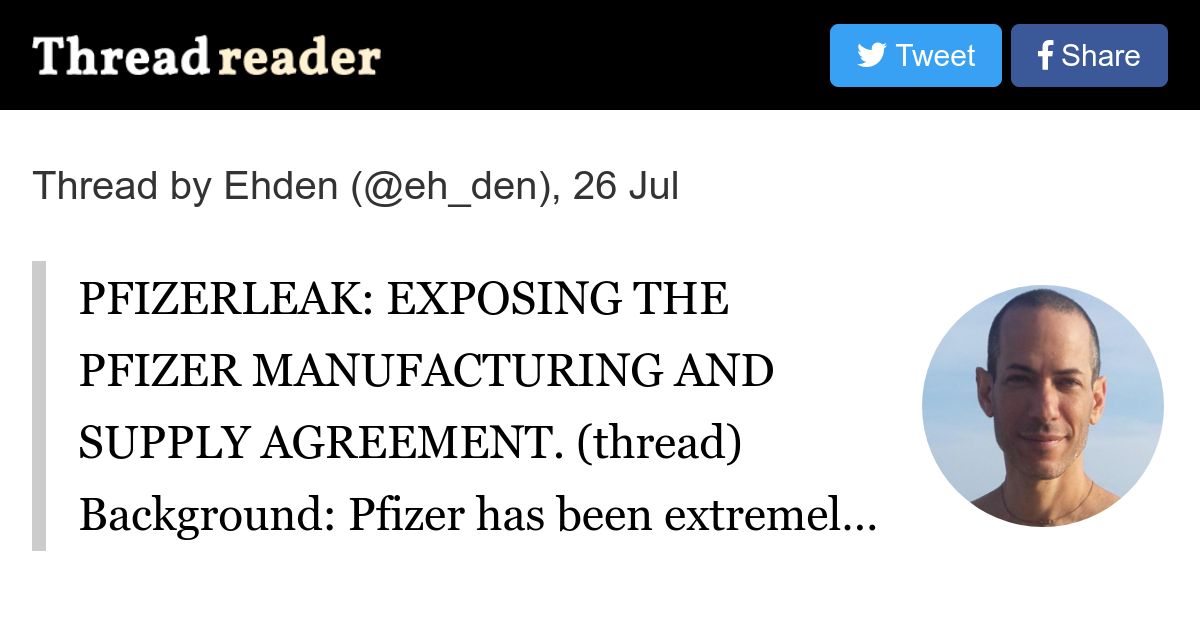 Thread reader
Tweet
Share
Thread by Ehden (@eh_den), 26 Jul
PFIZERLEAK: EXPOSING THE
PFIZER MANUFACTURING AND
SUPPLY AGREEMENT. (thread)
Background: Pfizer has been extremel...